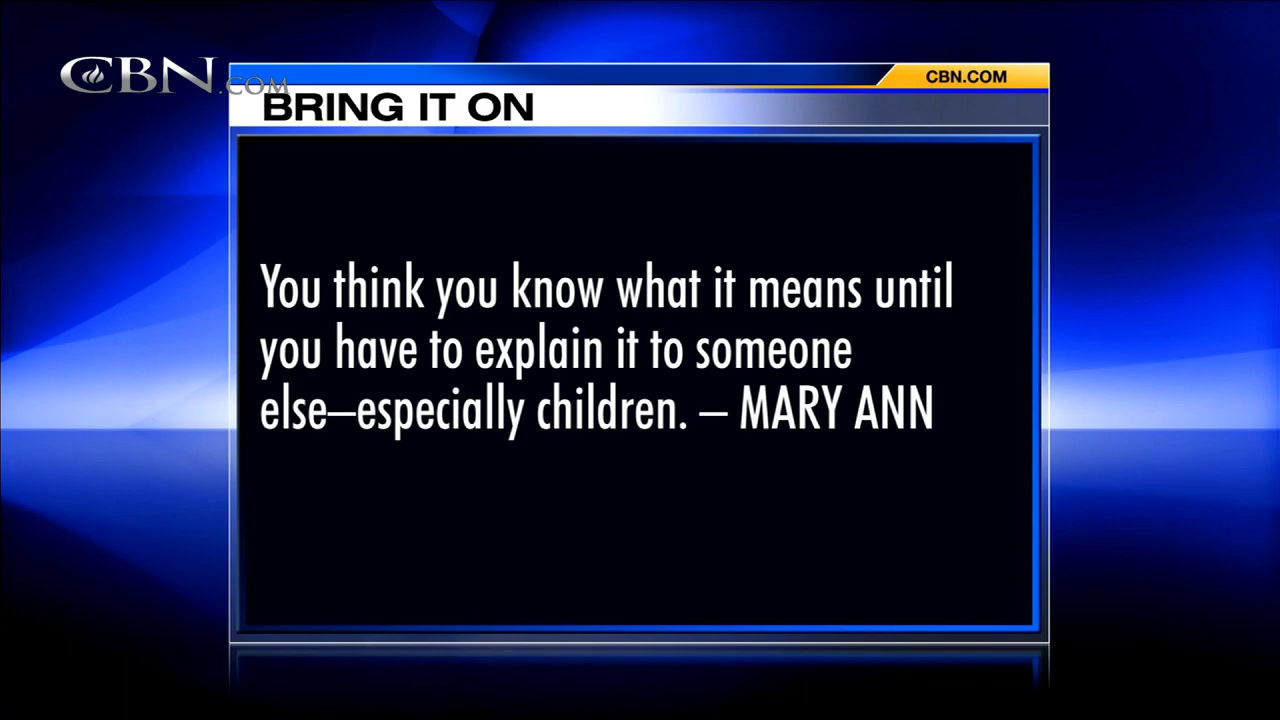 CBN.COM
CBN.COM
BRING IT ON
You think you know what it means until
you have to explain it to someone
else–especially children. – MARY ANN